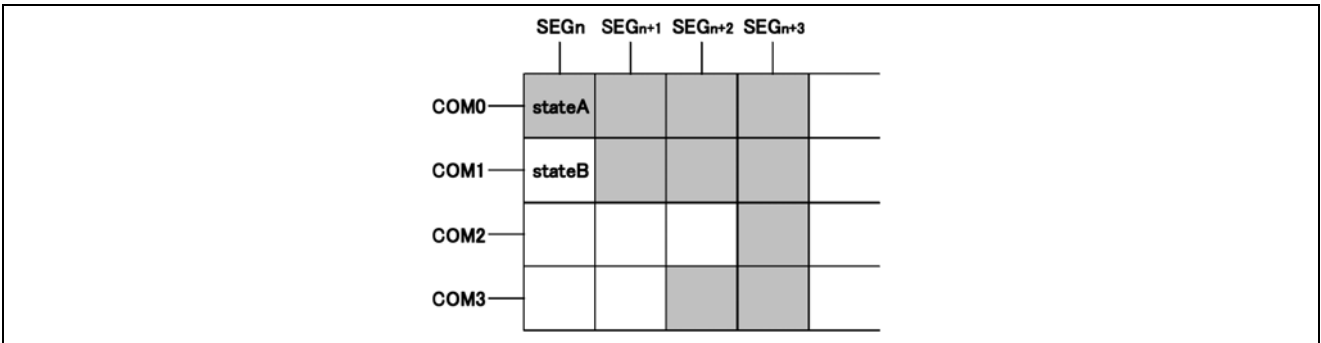 SEGn SEGn+1 SEGn+2 SEGn+3
COM0 stateA
COM1 stateB
COM2
COM3